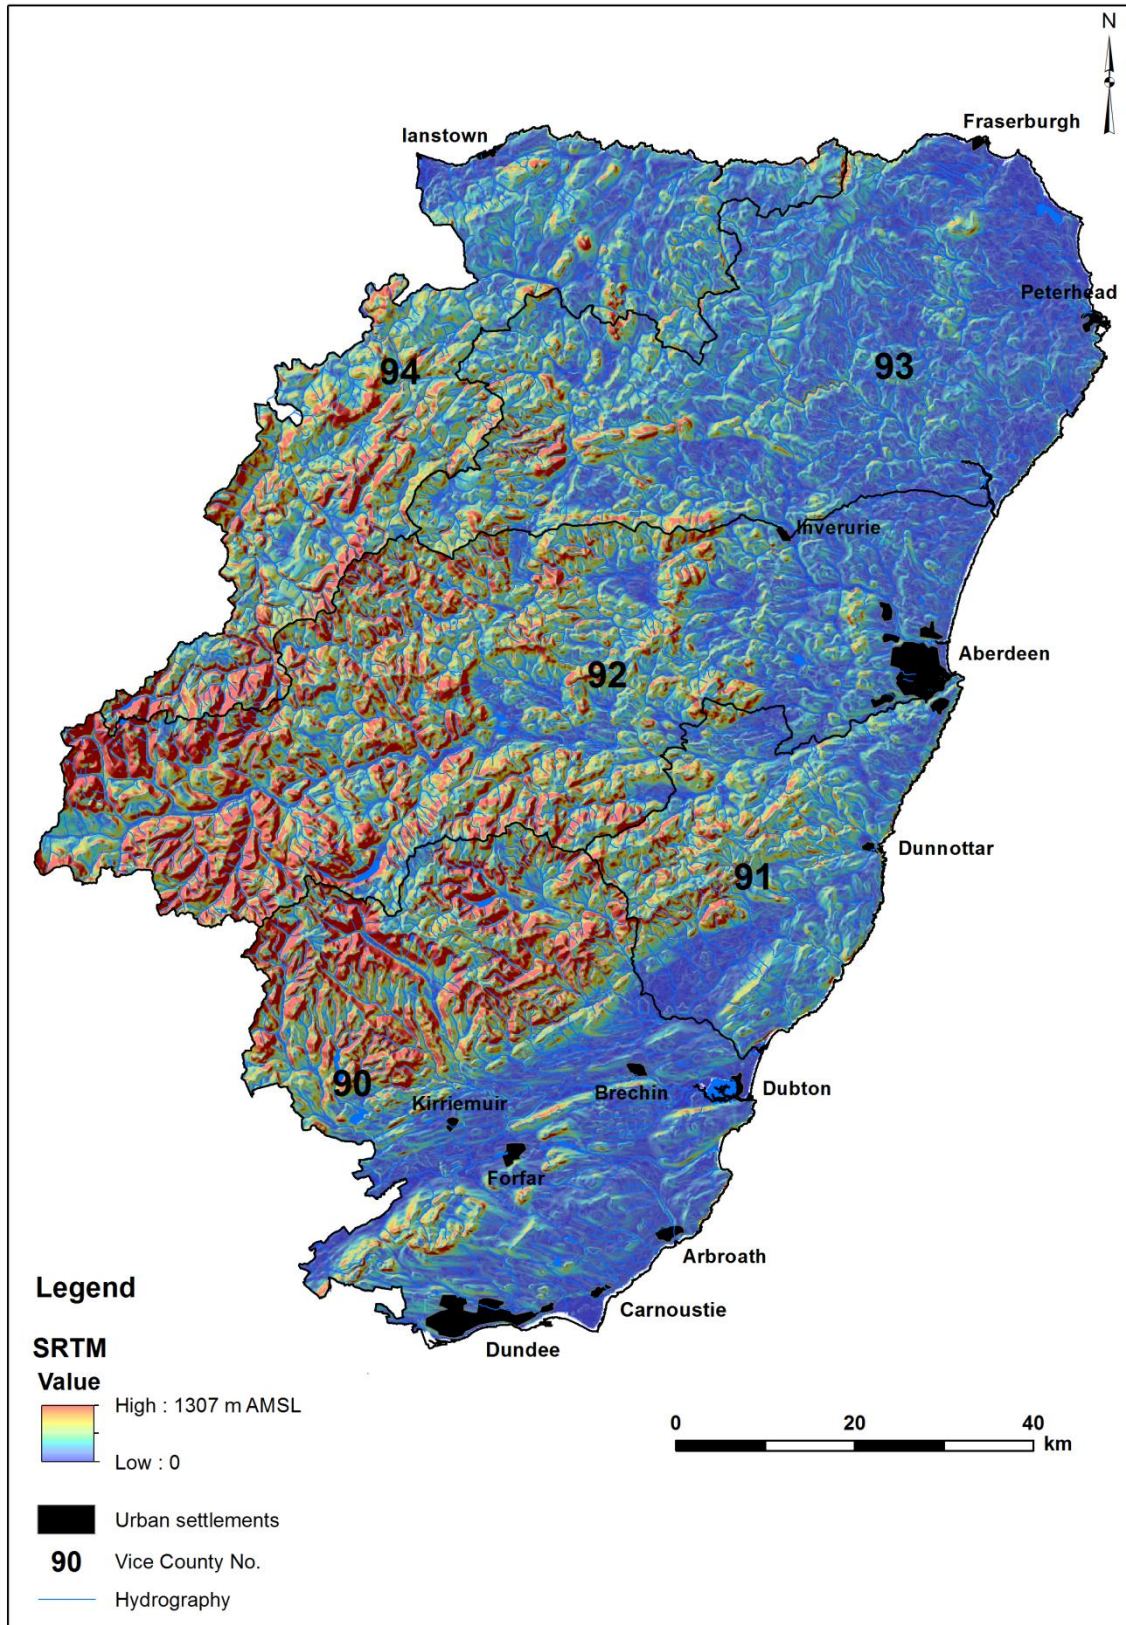 N
Fraserburgh
Ianstown
Peterhead
94
93
Inverurie
Aberdeen
92
Dunnottar
91
90
Brechin
Dubton
Kirriemuir
Forfar
Arbroath
Carnoustie
Dundee
Legend
SRTM
Value
High : 1307 m AMSL
Low : 0
0 20 40
km
Urban settlements
90 Vice County No.
Hydrography